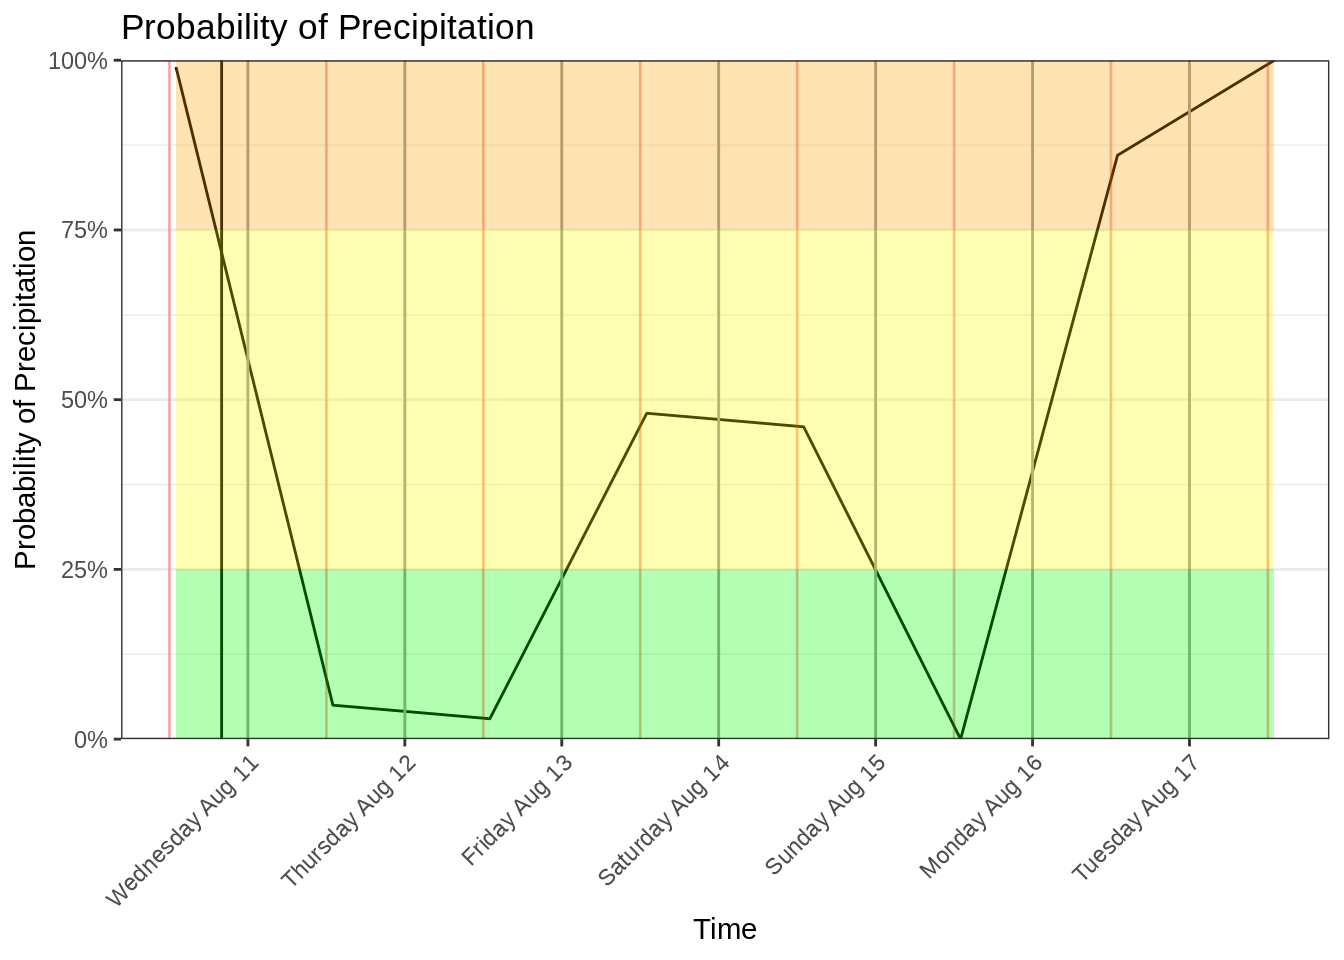 Probability of Precipitation
Probability of Precipitation
100%
75%
50%
25%
0%
Wednesday Aug 11
Thursday Aug 12
Friday Aug 13
Saturday Aug 14
Sunday Aug 15
Monday Aug 16
Tuesday Aug 17
Time